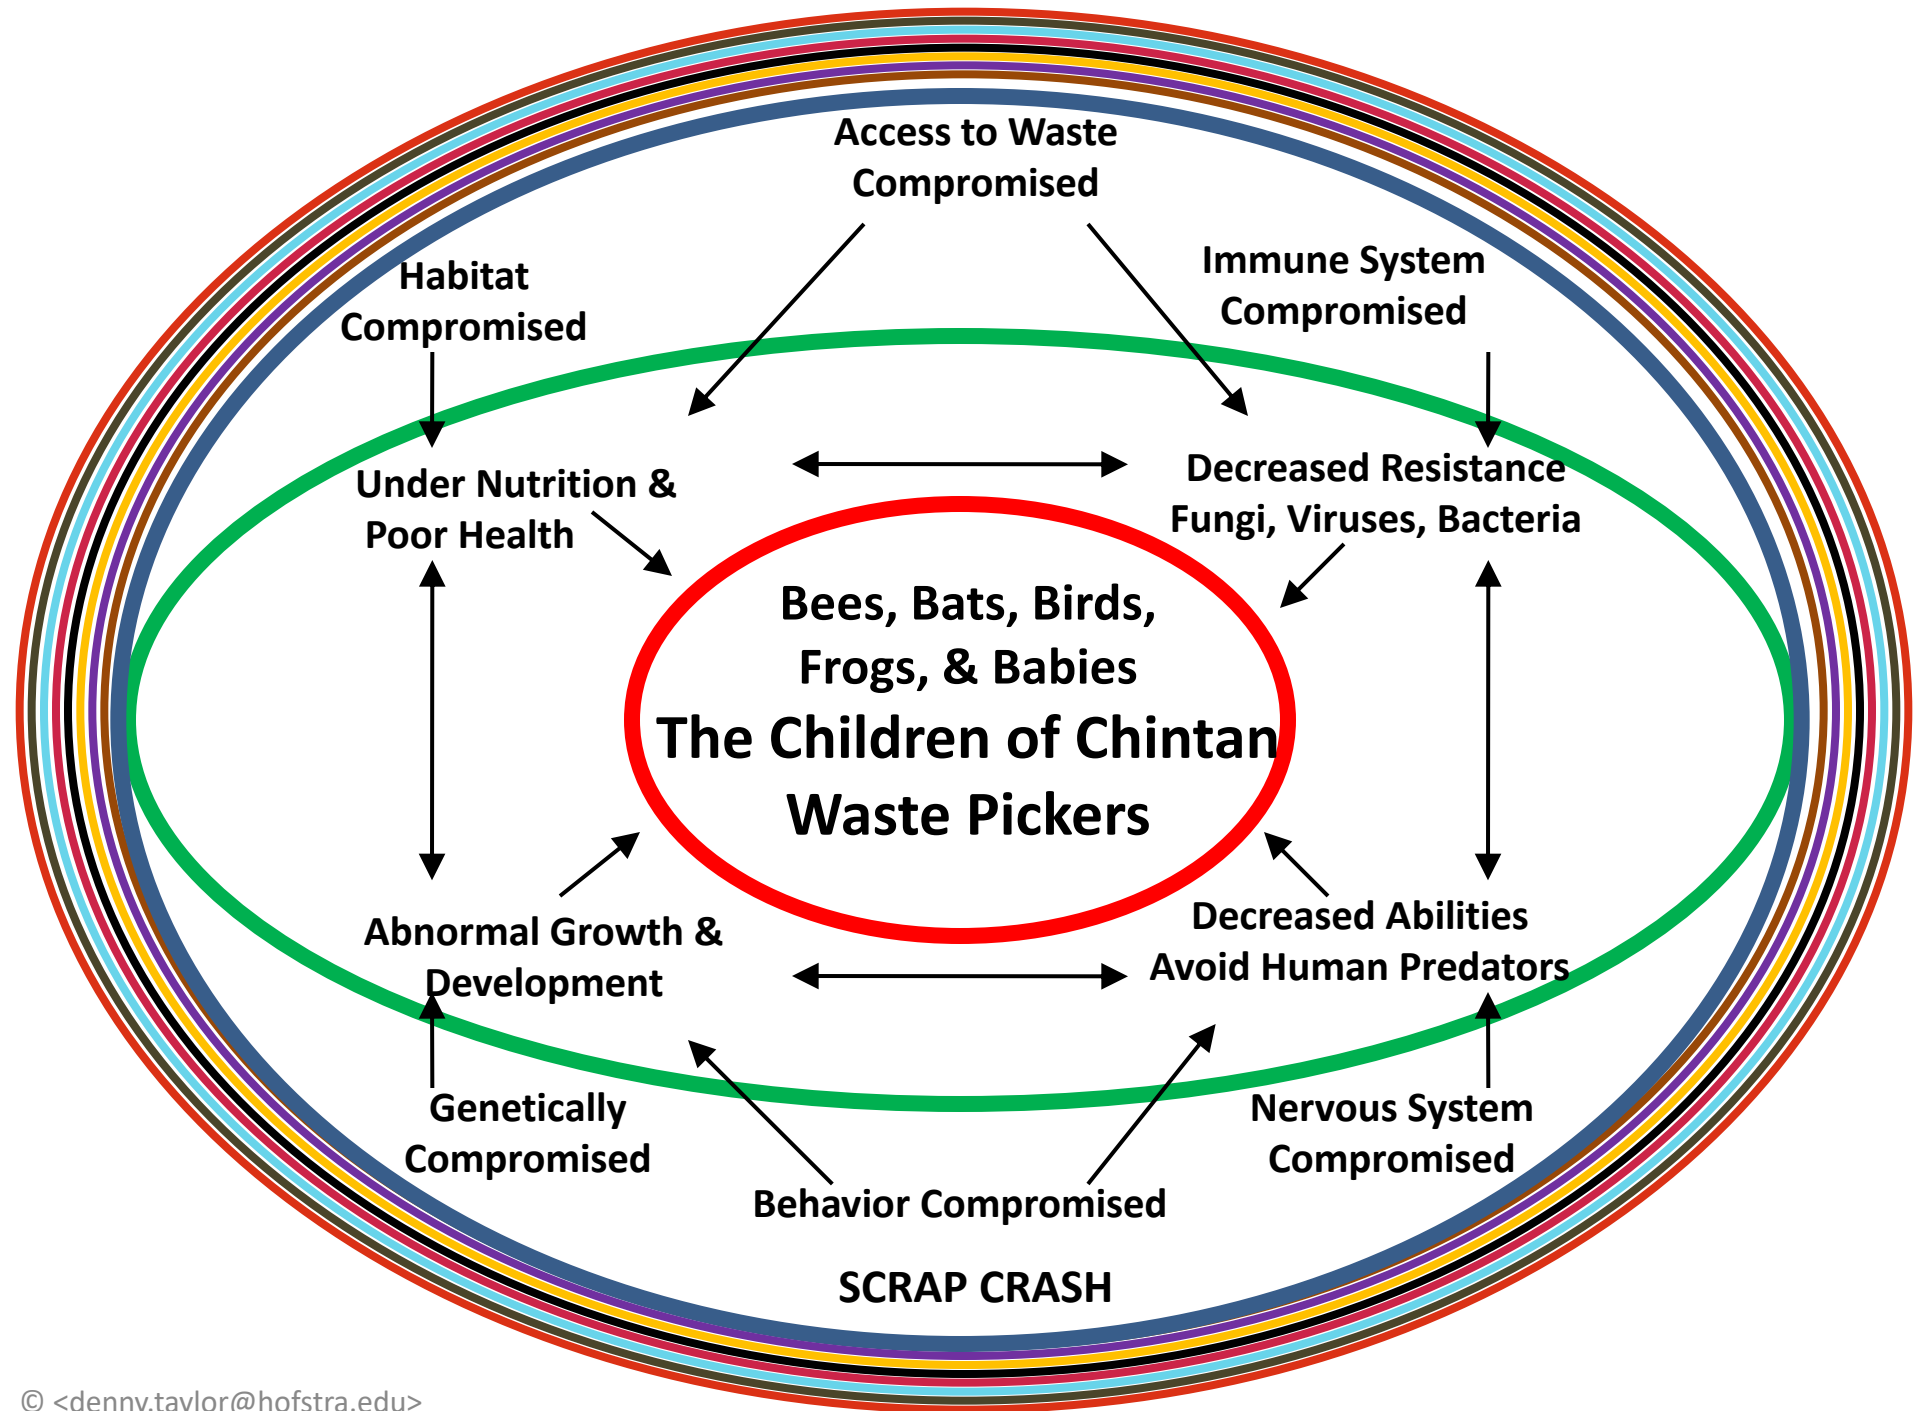 Access to Waste
Compromised
Habitat
Compromised
Immune System
Compromised
Under Nutrition &
Poor Health
Decreased Resistance
Fungi, Viruses, Bacteria
Bees, Bats, Birds,
Frogs, & Babies
The Children of Chintan
Waste Pickers
Abnormal Growth &
Development
Decreased Abilities
Avoid Human Predators
Genetically
Compromised
Nervous System
Compromised
Behavior Compromised
SCRAP CRASH
© <denny.taylor@hofstra.edu>